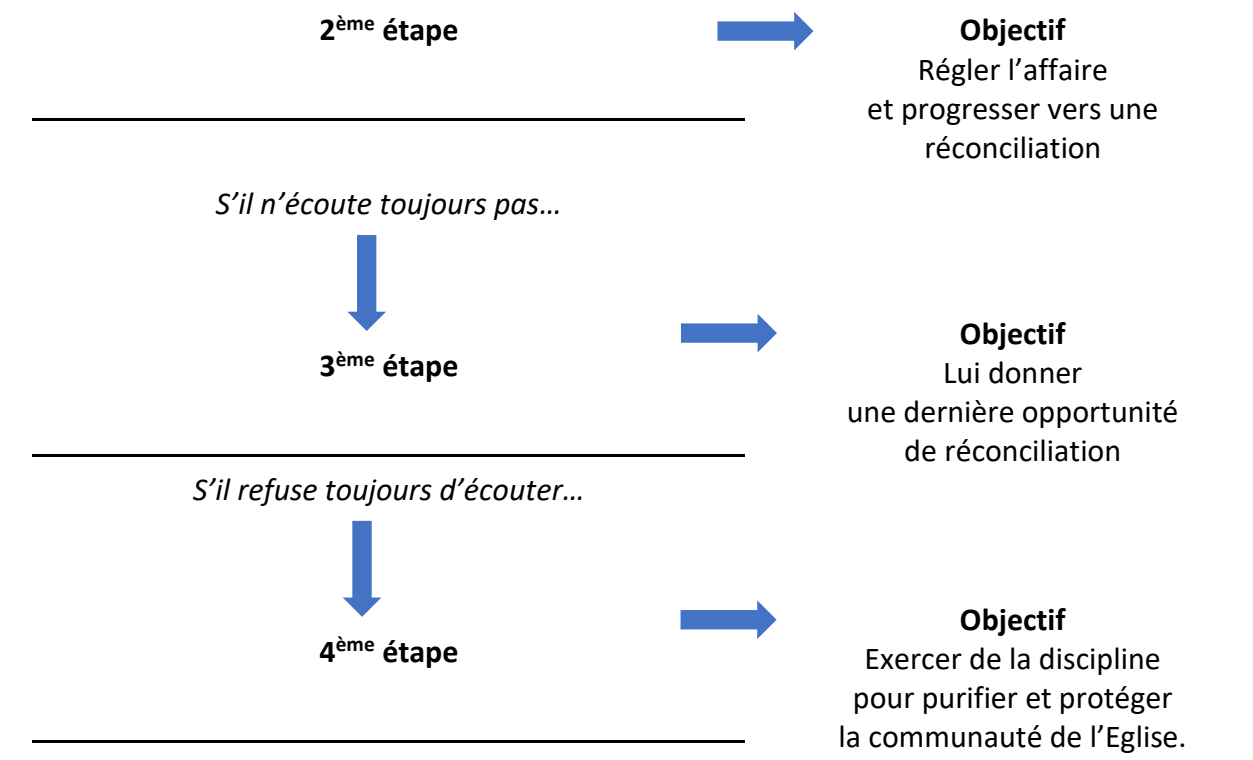 2ème étape
Objectif
Régler l’affaire
et progresser vers une
réconciliation
S’il n’écoute toujours pas…
3ème étape
Objectif
Lui donner
une dernière opportunité
de réconciliation
S’il refuse toujours d’écouter…
4ème étape
Objectif
Exercer de la discipline
pour purifier et protéger
la communauté de l’Eglise.